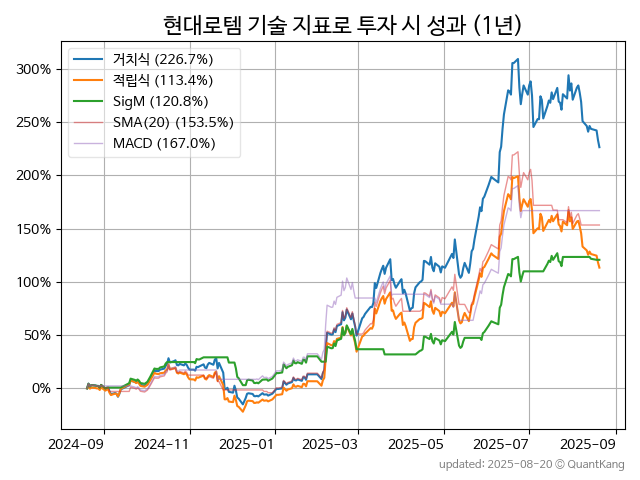 현대로템 기술 지표로 투자 시 성과 (1년)
거치식 (226.7%)
적립식 (113.4%)
SigM (120.8%)
SMA(20) (153.5%)
MACD (167.0%)
300%
250%
200%
150%
100%
50%
0%
2024-09 2024-11 2025-01 2025-03 2025-05 2025-07 2025-09
updated: 2025-08-20 © QuantKang